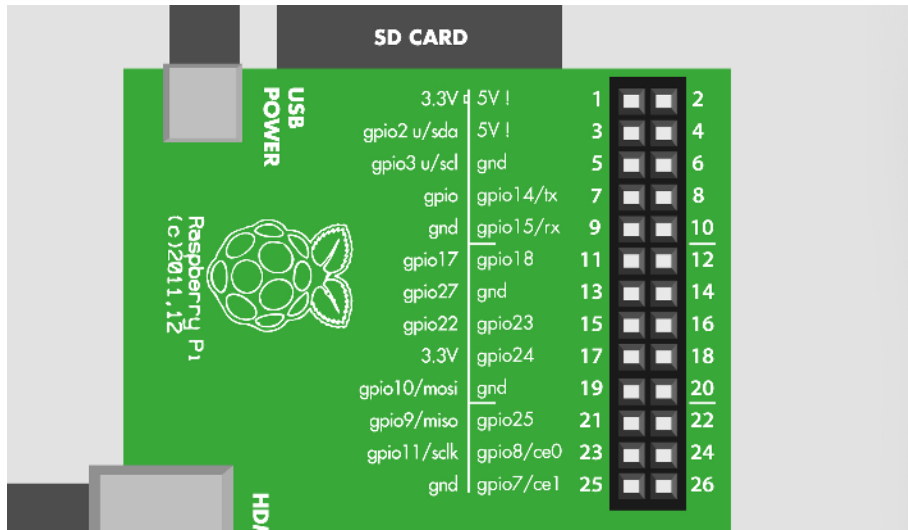 SD CARD
USB
POWER
3.3V 5V ! 1 2
gpio2 u/sda 5V ! 3 4
gpio3 u/scl gnd 5 6
gpio gpio14/tx 7 8
gnd gpio15/rx 9 10
gpio17 gpio18 11 12
gpio27 gnd 13 14
gpio22 gpio23 15 16
3.3V gpio24 17 18
gpio10/mosi gnd 19 20
gpio9/miso gpio25 21 22
gpio11/sclk gpio8/ce0 23 24
gnd gpio7/ce1 25 26
Raspberry Pi
(c)2011,12